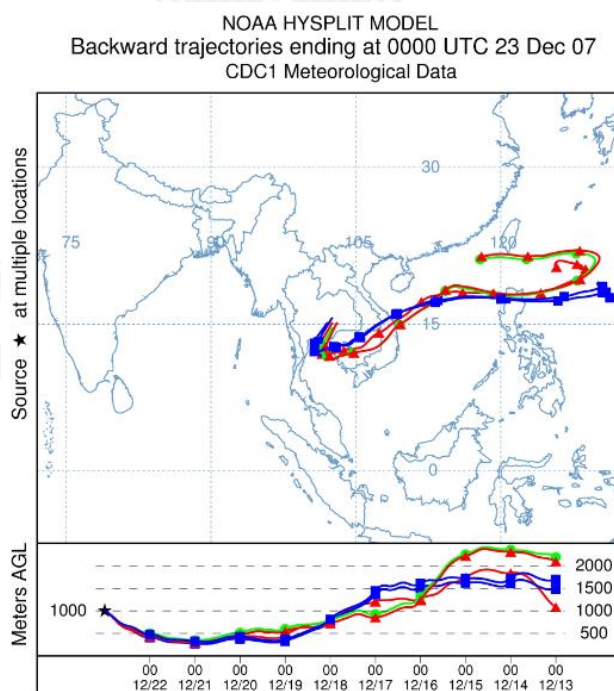 NOAA HYSPLIT MODEL
Backward trajectories ending at 0000 UTC 23 Dec 07
CDC1 Meteorological Data
Source ★ at multiple locations
30
75
90
105
120
15
0
Meters AGL
1000
2000
1500
1000
500
00 00 00 00 00 00 00 00 00 00
12/22 12/21 12/20 12/19 12/18 12/17 12/16 12/15 12/14 12/13